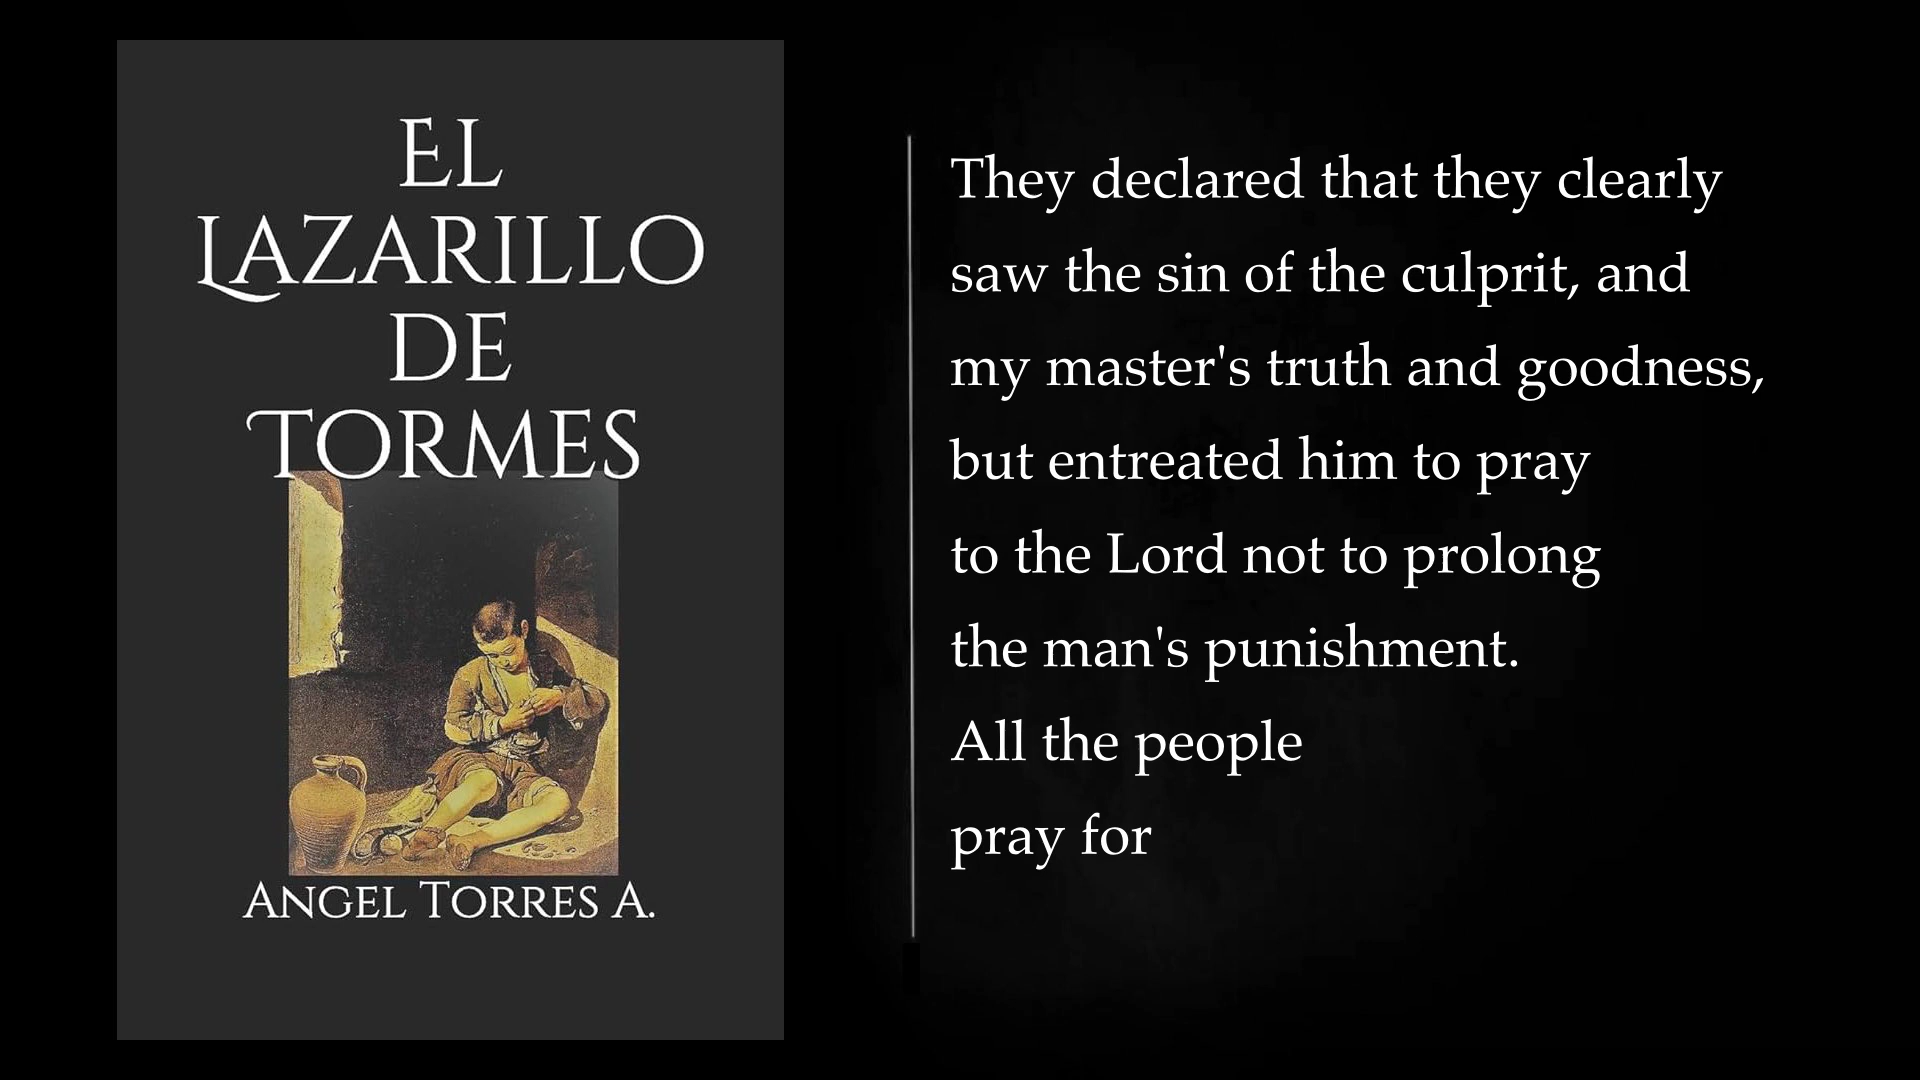 El
Lazarillo
de
Tormes
Angel Torres A.
They declared that they clearly
saw the sin of the culprit, and
my master's truth and goodness,
but entreated him to pray
to the Lord not to prolong
the man's punishment.
All the people
pray for